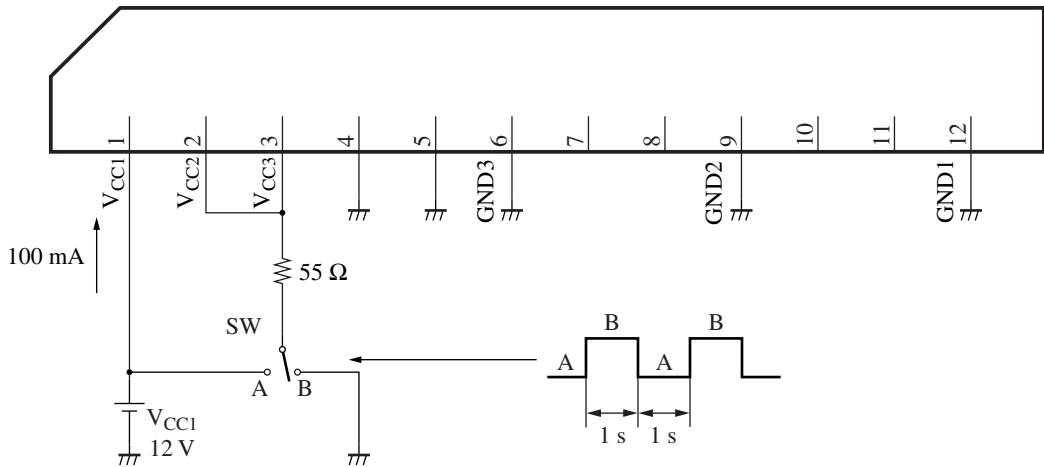 1 2 3 4 5 6 7 8 9 10 11 12
VCC1 VCC2 VCC3 GND3 GND2 GND1
100 mA
55 Ω
SW
A B
B B
A A
1 s 1 s
VCC1
12 V